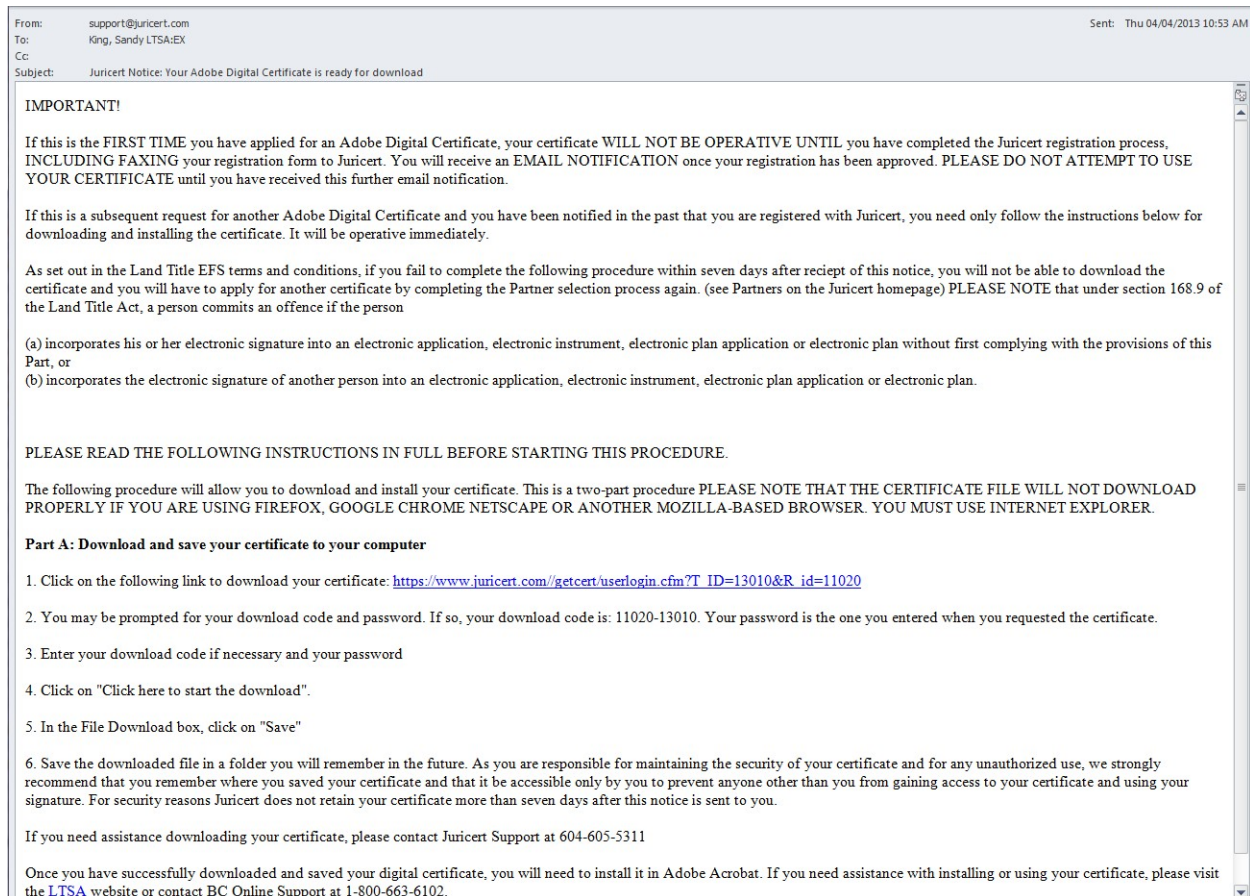 From: support@juricert.com Sent: Thu 04/04/2013 10:53 AM
To: King, Sandy LTSA:EX
Cc:
Subject: Juricert Notice: Your Adobe Digital Certificate is ready for download
IMPORTANT!
If this is the FIRST TIME you have applied for an Adobe Digital Certificate, your certificate WILL NOT BE OPERATIVE UNTIL you have completed the Juricert registration process,
INCLUDING FAXING your registration form to Juricert. You will receive an EMAIL NOTIFICATION once your registration has been approved. PLEASE DO NOT ATTEMPT TO USE
YOUR CERTIFICATE until you have received this further email notification.
If this is a subsequent request for another Adobe Digital Certificate and you have been notified in the past that you are registered with Juricert, you need only follow the instructions below for
downloading and installing the certificate. It will be operative immediately.
As set out in the Land Title EFS terms and conditions, if you fail to complete the following procedure within seven days after reciept of this notice, you will not be able to download the
certificate and you will have to apply for another certificate by completing the Partner selection process again. (see Partners on the Juricert homepage) PLEASE NOTE that under section 168.9 of
the Land Title Act, a person commits an offence if the person
(a) incorporates his or her electronic signature into an electronic application, electronic instrument, electronic plan application or electronic plan without first complying with the provisions of this
Part, or
(b) incorporates the electronic signature of another person into an electronic application, electronic instrument, electronic plan application or electronic plan.
PLEASE READ THE FOLLOWING INSTRUCTIONS IN FULL BEFORE STARTING THIS PROCEDURE.
The following procedure will allow you to download and install your certificate. This is a two-part procedure PLEASE NOTE THAT THE CERTIFICATE FILE WILL NOT DOWNLOAD
PROPERLY IF YOU ARE USING FIREFOX, GOOGLE CHROME NETSCAPE OR ANOTHER MOZILLA-BASED BROWSER. YOU MUST USE INTERNET EXPLORER.
Part A: Download and save your certificate to your computer
1. Click on the following link to download your certificate: https://www.juricert.com//getcert/userlogin.cfm?T_ID=13010&R_id=11020
2. You may be prompted for your download code and password. If so, your download code is: 11020-13010. Your password is the one you entered when you requested the certificate.
3. Enter your download code if necessary and your password
4. Click on "Click here to start the download".
5. In the File Download box, click on "Save"
6. Save the downloaded file in a folder you will remember in the future. As you are responsible for maintaining the security of your certificate and for any unauthorized use, we strongly
recommend that you remember where you saved your certificate and that it be accessible only by you to prevent anyone other than you from gaining access to your certificate and using your
signature. For security reasons Juricert does not retain your certificate more than seven days after this notice is sent to you.
If you need assistance downloading your certificate, please contact Juricert Support at 604-605-5311
Once you have successfully downloaded and saved your digital certificate, you will need to install it in Adobe Acrobat. If you need assistance with installing or using your certificate, please visit
the LTSA website or contact BC Online Support at 1-800-663-6102.